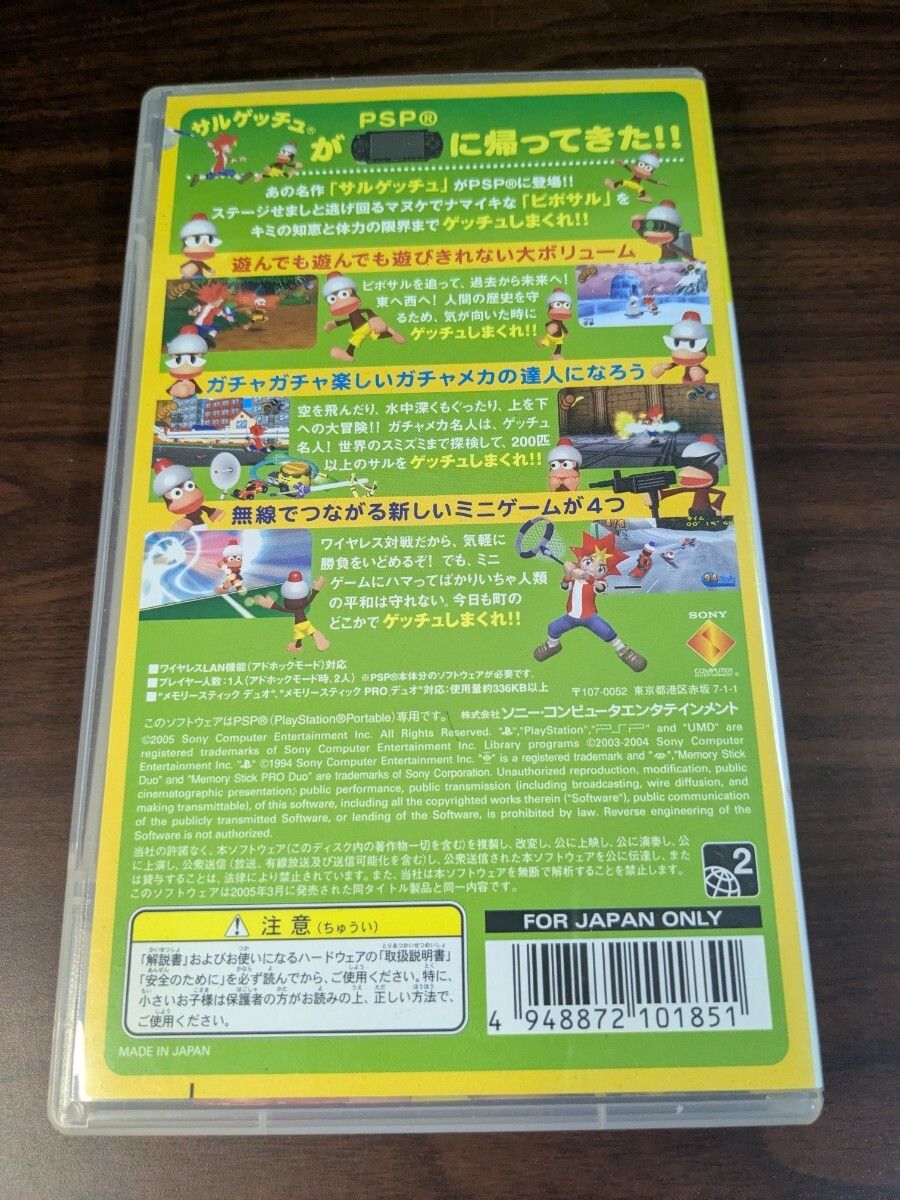 サルゲッチュ®
が
PSP®
に帰ってきた!!
あの名作「サルゲッチュ」がPSP®に登場!!
ステージせましと逃げ回るマヌケでナマイキな「ピポサル」を
キミの知恵と体力の限界までゲッチュしまくれ!!
遊んでも遊んでも遊びきれない大ボリューム
ピポサルを追って、過去から未来へ!
東へ西へ! 人間の歴史を守
るため、気が向いた時に
ゲッチュしまくれ!!
ガチャガチャ楽しいガチャメカの達人になろう
空を飛んだり、水中深くもぐったり、上を下
への大冒険!! ガチャメカ名人は、ゲッチュ
名人! 世界のスミズミまで探検して、200匹
以上のサルをゲッチュしまくれ!!
無線でつながる新しいミニゲームが4つ
ワイヤレス対戦だから、気軽に
勝負をいどめるぞ! でも、ミニ
ゲームにハマってばかりいちゃ人類
の平和は守れない。今日も町の
どこかでゲッチュしまくれ!!
SONY
COMPUTER
ENTERTAINMENT®
■ワイヤレスLAN機能(アドホックモード)対応
■プレイヤー人数:1人(アドホックモード時、2人) ※PSP®本体分のソフトウェアが必要です。
■"メモリースティック デュオ"、"メモリースティック PRO デュオ"対応:使用量約336KB以上
〒107-0052 東京都港区赤坂 7-1-1
このソフトウェアはPSP®(PlayStation®Portable)専用です。 株式会社 ソニー・コンピュータエンタテインメント
©2005 Sony Computer Entertainment Inc. All Rights Reserved. " ","PlayStation","PSP" and "UMD" are
registered trademarks of Sony Computer Entertainment Inc. Library programs ©2003-2004 Sony Computer
Entertainment Inc. " " ©1994 Sony Computer Entertainment Inc. " " is a registered trademark and " ","Memory Stick
Duo" and "Memory Stick PRO Duo" are trademarks of Sony Corporation. Unauthorized reproduction, modification, public
cinematographic presentation, public performance, public transmission (including broadcasting, wire diffusion, and
making transmittable), of this software, including all the copyrighted works therein ("Software"), public communication
of the publicly transmitted Software, or lending of the Software, is prohibited by law. Reverse engineering of the
Software is not authorized.
当社の許諾なく、本ソフトウェア(このディスク内の著作物一切を含む)を複製し、改変し、公に上映し、公に演奏し、公
に上演し、公衆送信(放送、有線放送及び送信可能化を含む)し、公衆送信された本ソフトウェアを公に伝達し、また
は貸与することは、法律により禁止されています。また、当社は本ソフトウェアを無断で解析することを禁止します。
このソフトウェアは2005年3月に発売された同タイトル製品と同一内容です。
2
注意(ちゅうい)
「解説書」およびお使いになるハードウェアの「取扱説明書」
「安全のために」を必ず読んでから、ご使用ください。特に、
小さいお子様は保護者の方がお読みの上、正しい方法で、
ご使用ください。
FOR JAPAN ONLY
4 948872 101851
MADE IN JAPAN